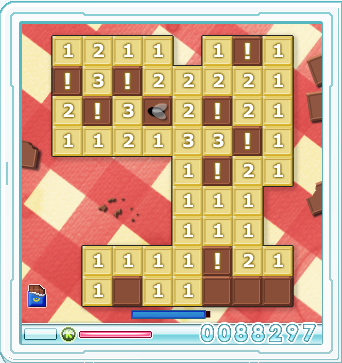 1 2 1 1 1 ! 1
! 3 ! 2 2 2 2 1
2 ! 3 2 ! 2 1
1 1 2 1 3 3 ! 1
1 ! 2 1
1 1 1
1 1 1
1 1 1 1 ! 2 1
1 1 1
0088297